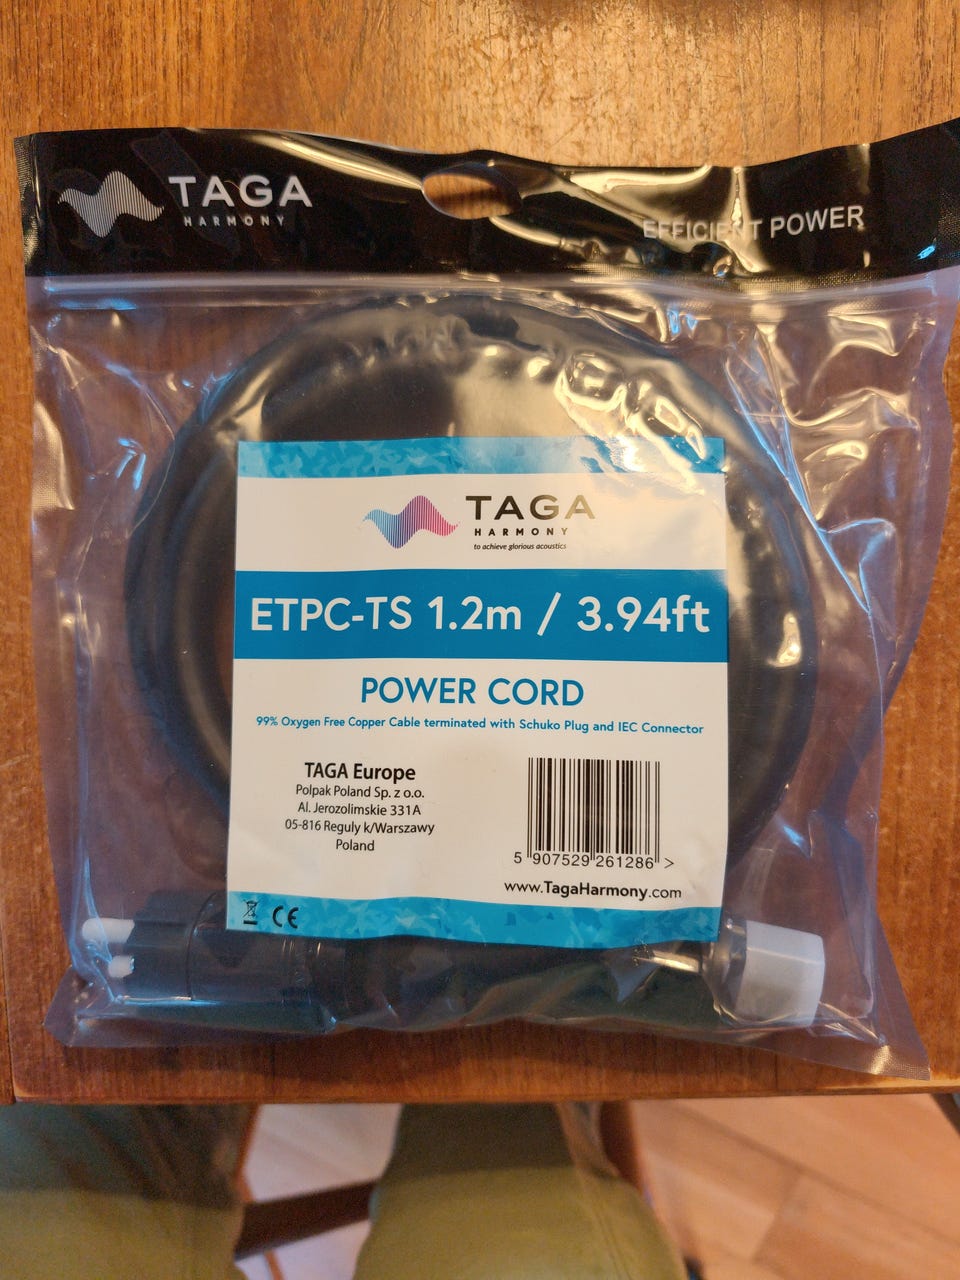 TAGA
HARMONY
EFFICIENT POWER
TAGA
HARMONY
to achieve glorious acoustics
ETPC-TS 1.2m / 3.94ft
POWER CORD
99% Oxygen Free Copper Cable terminated with Schuko Plug and IEC Connector
TAGA Europe
Polpak Poland Sp. z o.o.
Al. Jerozolimskie 331A
05-816 Reguly k/Warszawy
Poland
5 907529 261286 >
www.TagaHarmony.com
CE